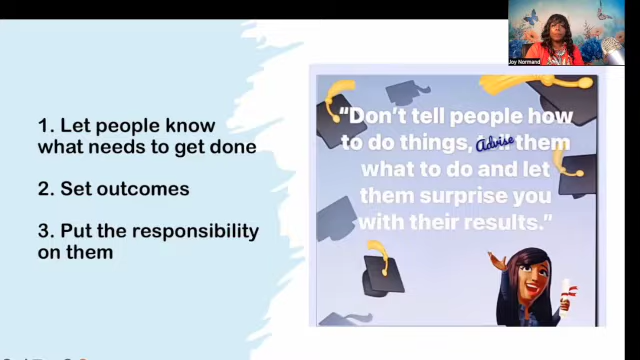 Joy Normand
1. Let people know
what needs to get done
2. Set outcomes
3. Put the responsibility
on them
“Don’t tell people how
to do things, Advise them
what to do and let
them surprise you
with their results.”